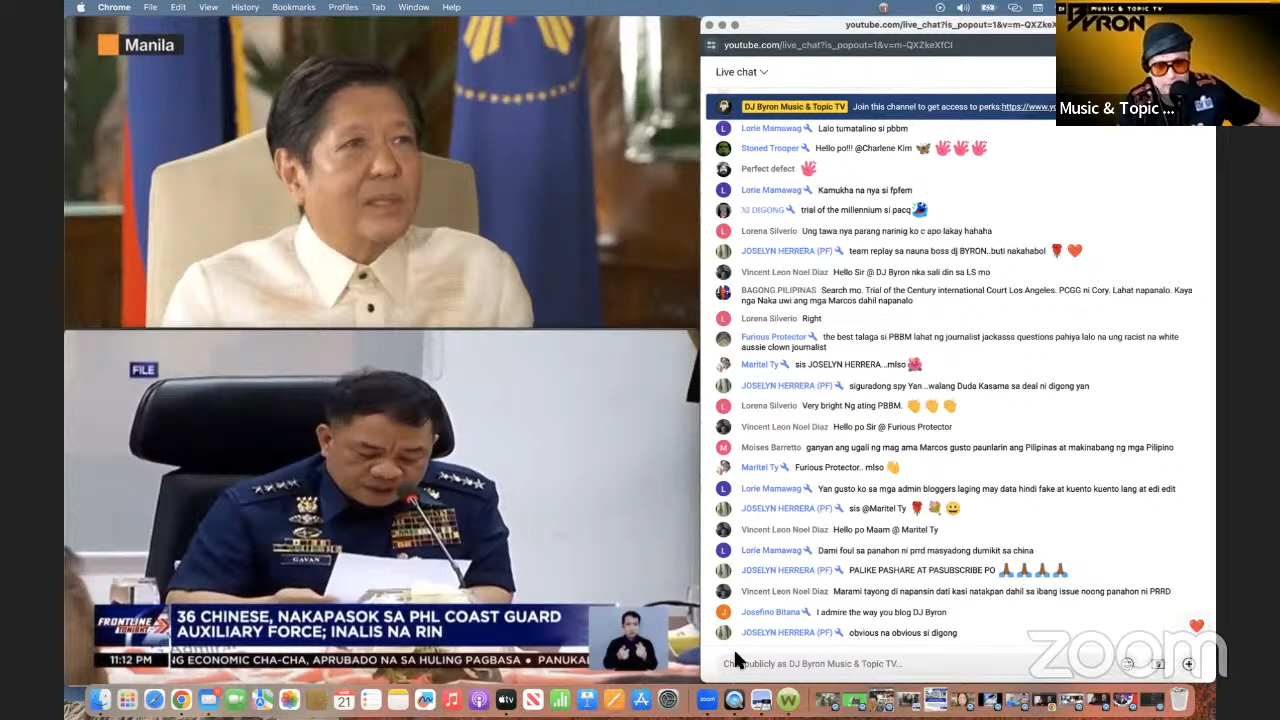 Chrome File Edit View History Bookmarks Profiles Tab Window Help
Manila
youtube.com/live_chat?is_popout=1&v=m-QXZkeX
youtube.com/live_chat?is_popout=1&v=m-QXZkeXfCI
Live chat
DJ Byron Music & Topic TV Join this channel to get access to perks:
Lorie Mamawag Lalo tumatalino si pbbm
Stoned Trooper Hello po!!! @Charlene Kim
Perfect defect
Lorie Mamawag Kamukha na nya si fpfem
XI DIGONG trial of the millennium si pacq
Lorena Silverio Ung tawa nya parang narinig ko c apo lakay hahaha
JOSELYN HERRERA (PF) team replay sa nauna boss dj BYRON..buti nakahabol
Vincent Leon Noel Diaz Hello Sir @ DJ Byron nka sali din sa LS mo
BAGONG PILIPINAS Search mo. Trial of the Century international Court Los Angeles. PCGG ni Cory. Lahat napanalo. Kaya
nga Naka uwi ang mga Marcos dahil napanalo
Lorena Silverio Right
Furious Protector the best talaga si PBBM lahat ng journalist jackasss questions pahiya lalo na ung racist na white
aussie clown journalist
Maritel Ty sis JOSELYN HERRERA...mlso
JOSELYN HERRERA (PF) siguradong spy Yan ..walang Duda Kasama sa deal ni digong yan
Lorena Silverio Very bright Ng ating PBBM.
Vincent Leon Noel Diaz Hello po Sir @ Furious Protector
Moises Barretto ganyan ang ugali ng mag ama Marcos gusto paunlarin ang Pilipinas at makinabang ng mga Pilipino
Maritel Ty Furious Protector.. mlso
Lorie Mamawag Yan gusto ko sa mga admin bloggers laging may data hindi fake at kuento kuento lang at edi edit
JOSELYN HERRERA (PF) sis @Maritel Ty
Vincent Leon Noel Diaz Hello po Maam @ Maritel Ty
Lorie Mamawag Dami foul sa panahon ni prrd masyadong dumikit sa china
JOSELYN HERRERA (PF) PALIKE PASHARE AT PASUBSCRIBE PO
Vincent Leon Noel Diaz Marami tayong di napansin dati kasi natakpan dahil sa ibang issue noong panahon ni PRRD
Josefino Bitana I admire the way you blog DJ Byron
JOSELYN HERRERA (PF) obvious na obvious si digong
publicly as DJ Byron Music & Topic TV...
MUSIC & TOPIC TV
BYRON
Music & Topic ...
FILE
GAVAN
FRONTLINE
TONIGHT
36 CHINESE, NAKAPASOK SA PHL COAST GUARD
AUXILIARY FORCE; INALIS NA RIN
11:12 PM NG ECONOMIC CHA-CHA, APRUBADO NA SA HULING PAGBASA • PANUKA
zoom
21
zoom